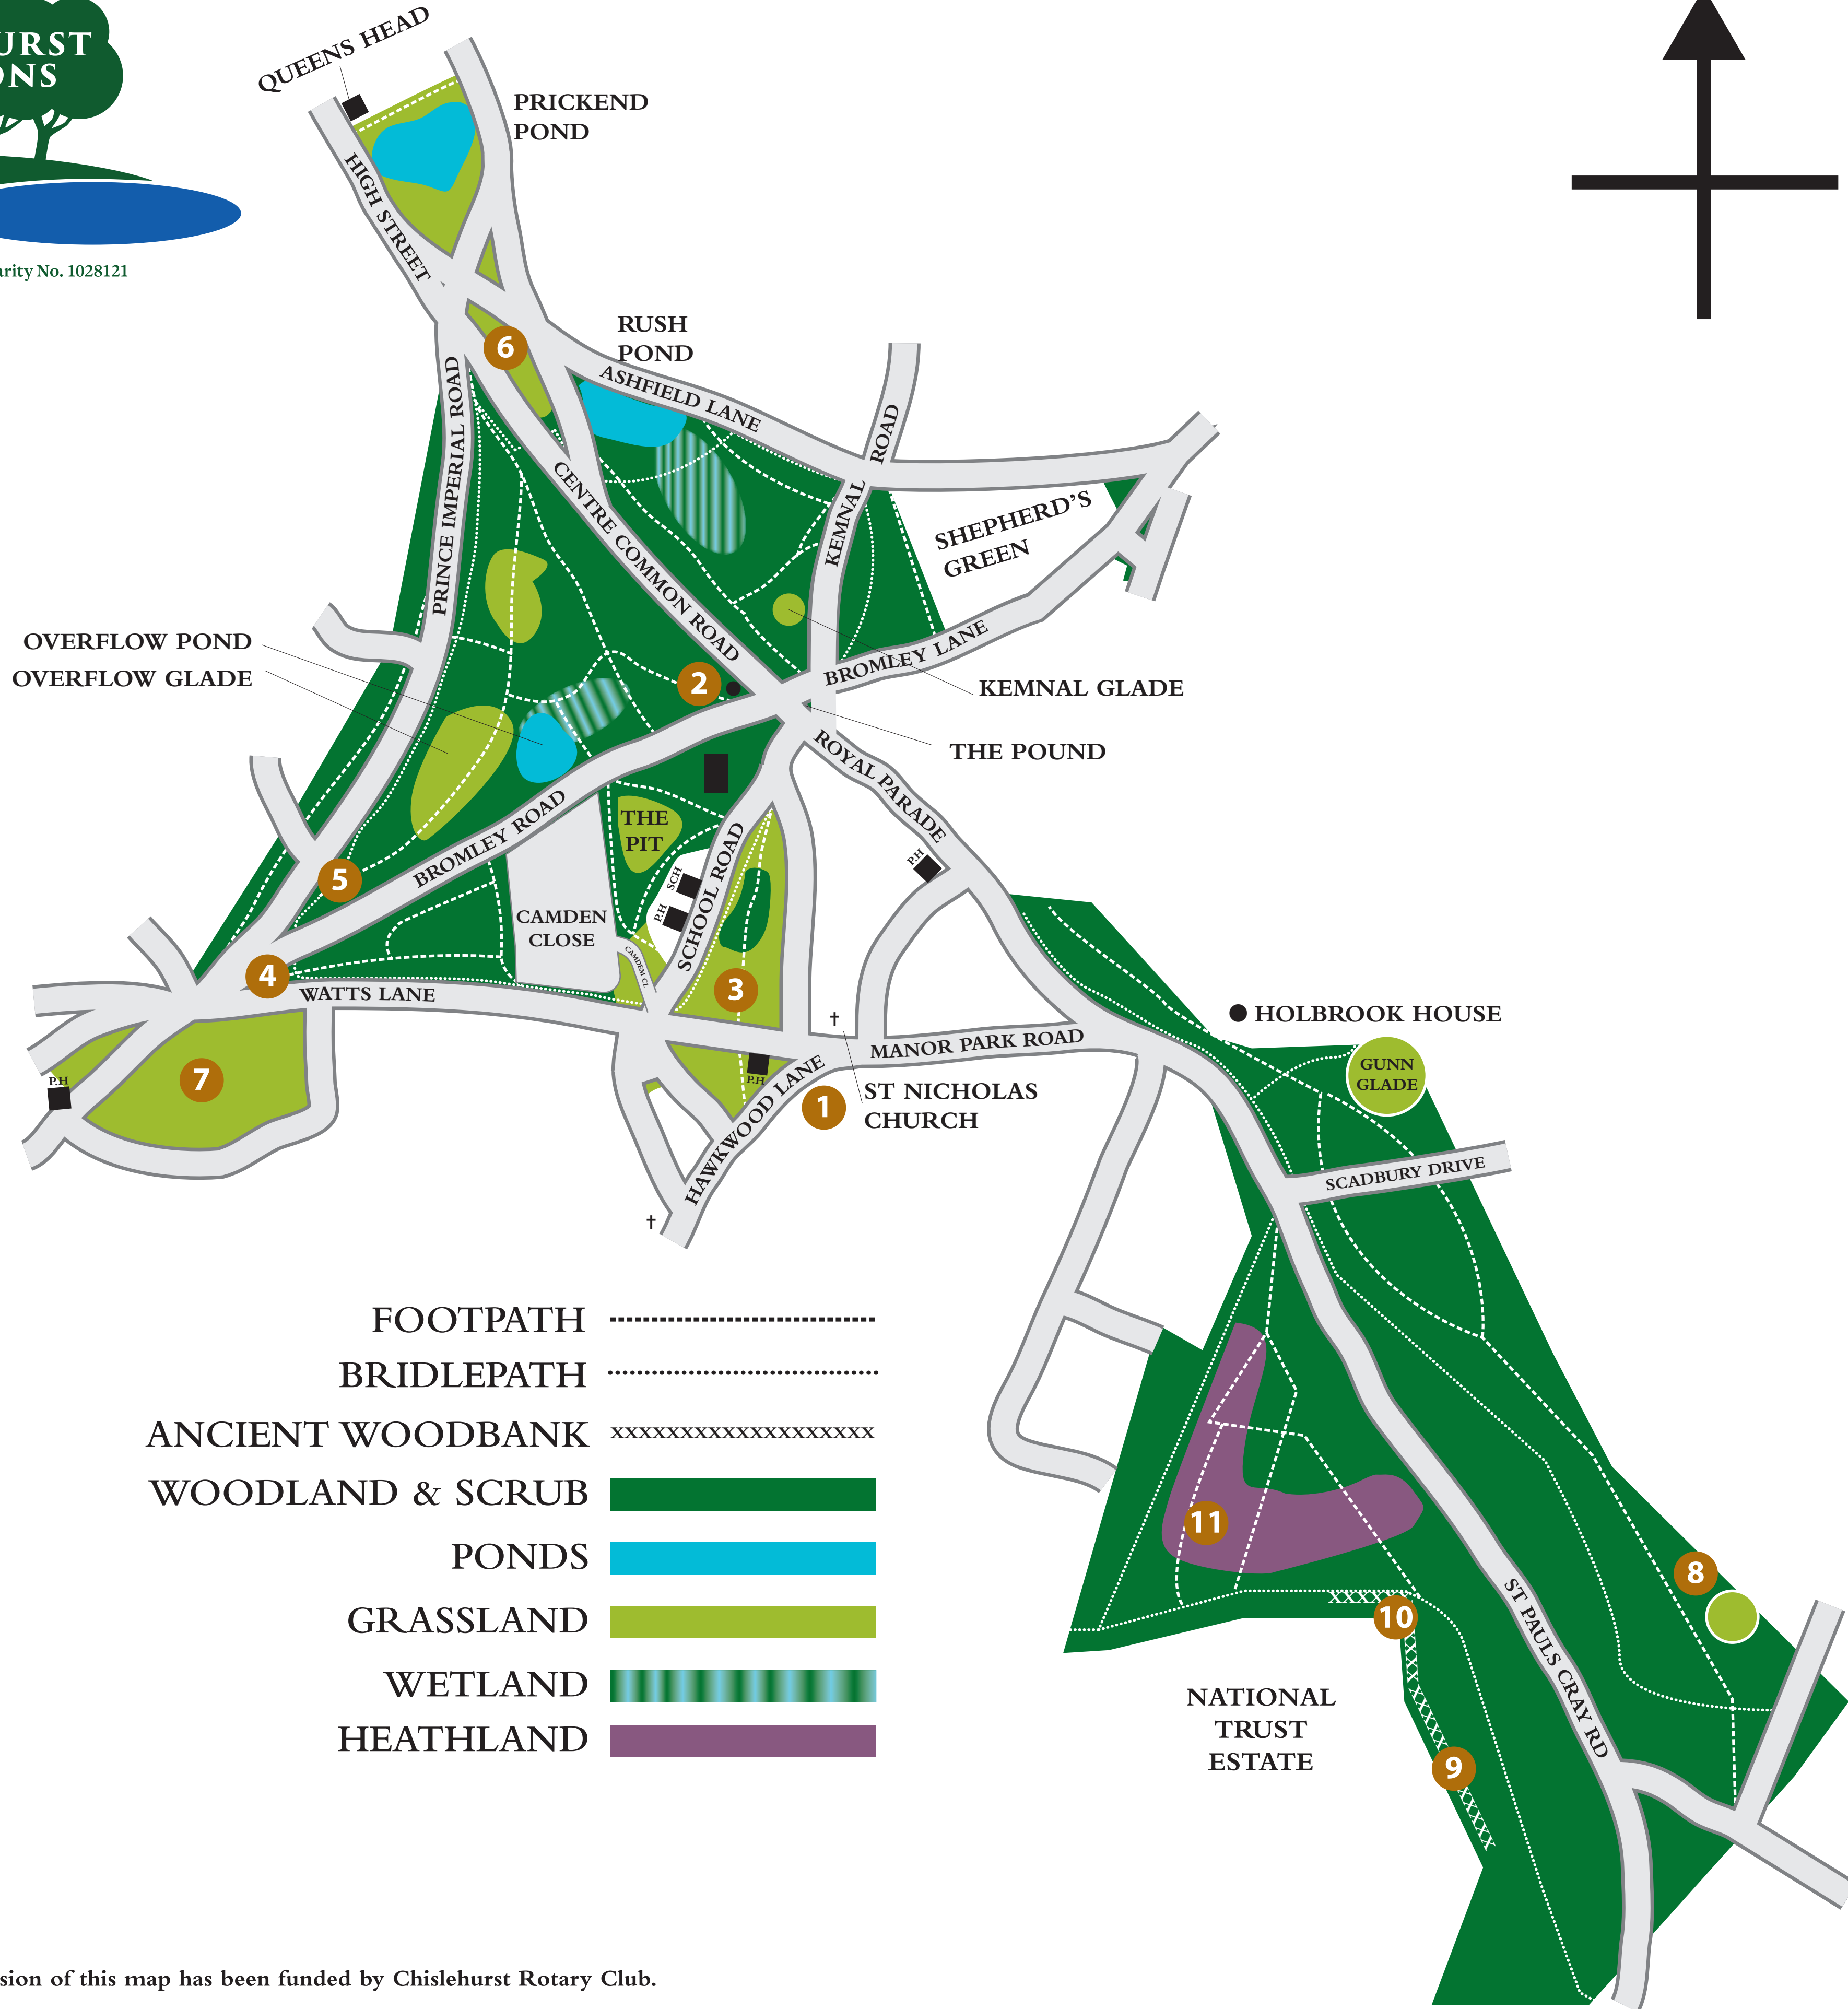 URST
ONS
arity No. 1028121
QUEENS HEAD
PRICKEND
POND
HIGH STREET
RUSH
POND
ASHFIELD LANE
6
PRINCE IMPERIAL ROAD
CENTRE COMMON ROAD
KEMNAL ROAD
SHEPHERD'S
GREEN
BROMLEY LANE
OVERFLOW POND
OVERFLOW GLADE
2
KEMNAL GLADE
THE POUND
ROYAL PARADE
THE
PIT
BROMLEY ROAD
SCHOOL ROAD
SCH
P.H
P.H
5
CAMDEN
CLOSE
CAMDEM CL
4
WATTS LANE
3
HOLBROOK HOUSE
MANOR PARK ROAD
GUNN
GLADE
7
P.H
P.H
HAWKWOOD LANE
1
ST NICHOLAS
CHURCH
SCADBURY DRIVE
FOOTPATH
BRIDLEPATH
ANCIENT WOODBANK xxxxxxxxxxxxxxxxxxx
WOODLAND & SCRUB
PONDS
GRASSLAND
WETLAND
HEATHLAND
11
8
10
ST PAULS CRAY RD
NATIONAL
TRUST
ESTATE
9
sion of this map has been funded by Chislehurst Rotary Club.